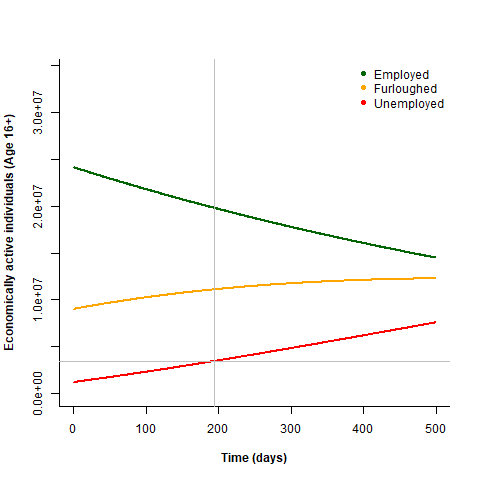 Employed
Furloughed
Unemployed
Economically active individuals (Age 16+)
3.0e+07
2.0e+07
1.0e+07
0.0e+00
0 100 200 300 400 500
Time (days)